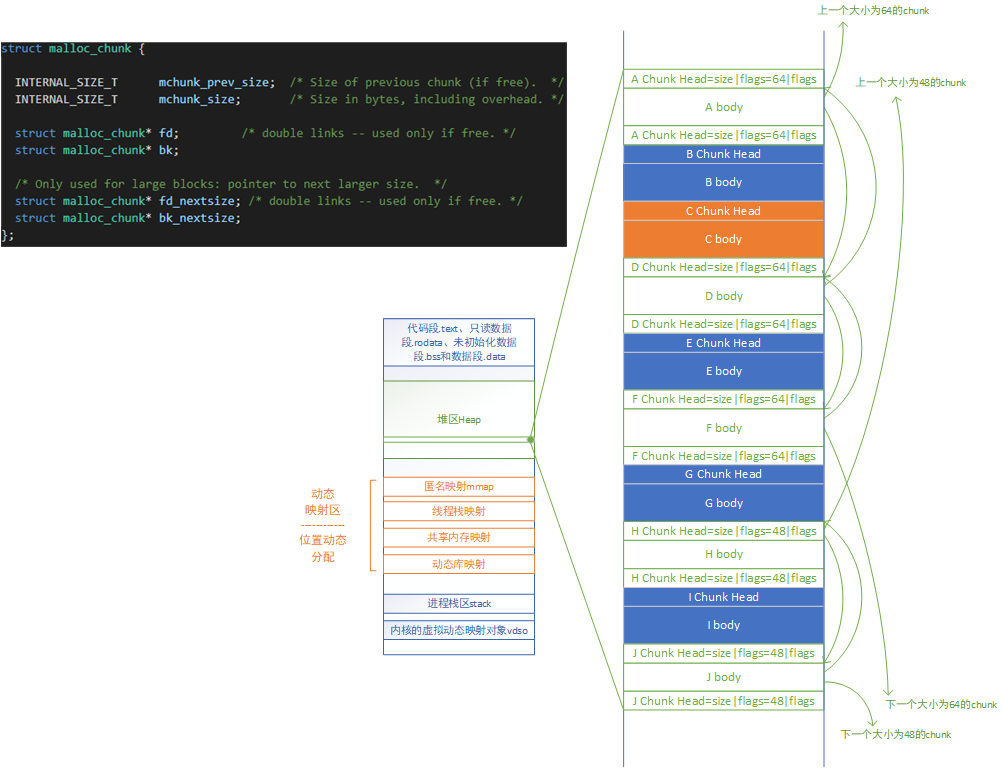 struct malloc_chunk {
INTERNAL_SIZE_T mchunk_prev_size; /* Size of previous chunk (if free). */
INTERNAL_SIZE_T mchunk_size; /* Size in bytes, including overhead. */
struct malloc_chunk* fd; /* double links -- used only if free. */
struct malloc_chunk* bk;
/* Only used for large blocks: pointer to next larger size. */
struct malloc_chunk* fd_nextsize; /* double links -- used only if free. */
struct malloc_chunk* bk_nextsize;
};
代码段.text、只读数据
段.rodata、未初始化数据
段.bss和数据段.data
堆区Heap
动态
映射区
-------------
位置动态
分配
匿名映射mmap
线程栈映射
共享内存映射
动态库映射
进程栈区stack
内核的虚拟动态映射对象vdso
上一个大小为64的chunk
上一个大小为48的chunk
A Chunk Head=size|flags=64|flags
A body
A Chunk Head=size|flags=64|flags
B Chunk Head
B body
C Chunk Head
C body
D Chunk Head=size|flags=64|flags
D body
D Chunk Head=size|flags=64|flags
E Chunk Head
E body
F Chunk Head=size|flags=64|flags
F body
F Chunk Head=size|flags=64|flags
G Chunk Head
G body
H Chunk Head=size|flags=48|flags
H body
H Chunk Head=size|flags=48|flags
I Chunk Head
I body
J Chunk Head=size|flags=48|flags
J body
J Chunk Head=size|flags=48|flags
下一个大小为64的chunk
下一个大小为48的chunk